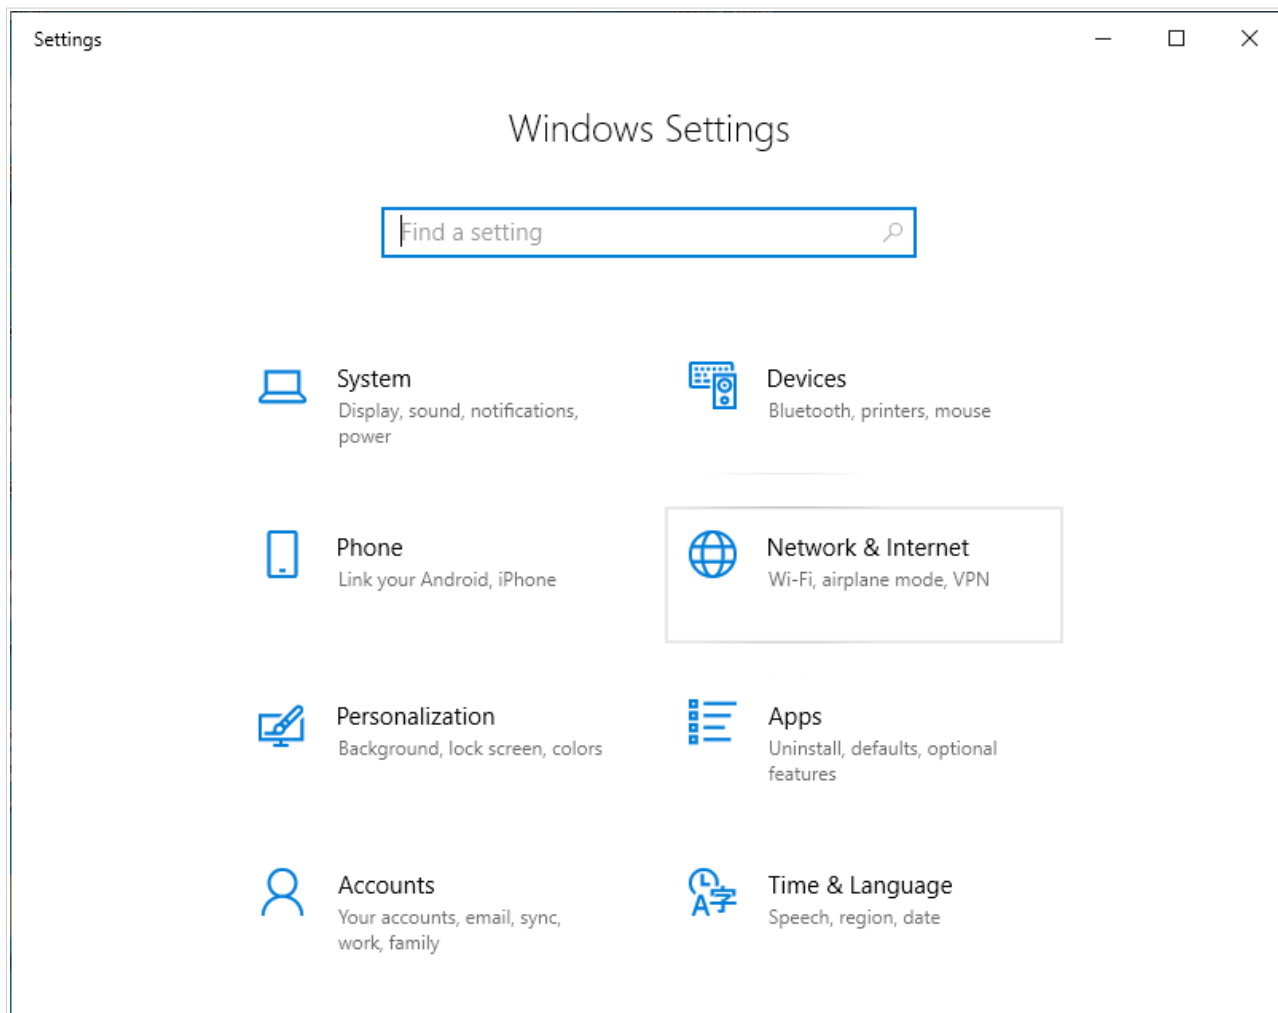 Settings
Windows Settings
Find a setting
System
Display, sound, notifications,
power
Devices
Bluetooth, printers, mouse
Phone
Link your Android, iPhone
Network & Internet
Wi-Fi, airplane mode, VPN
Personalization
Background, lock screen, colors
Apps
Uninstall, defaults, optional
features
Accounts
Your accounts, email, sync,
work, family
Time & Language
Speech, region, date